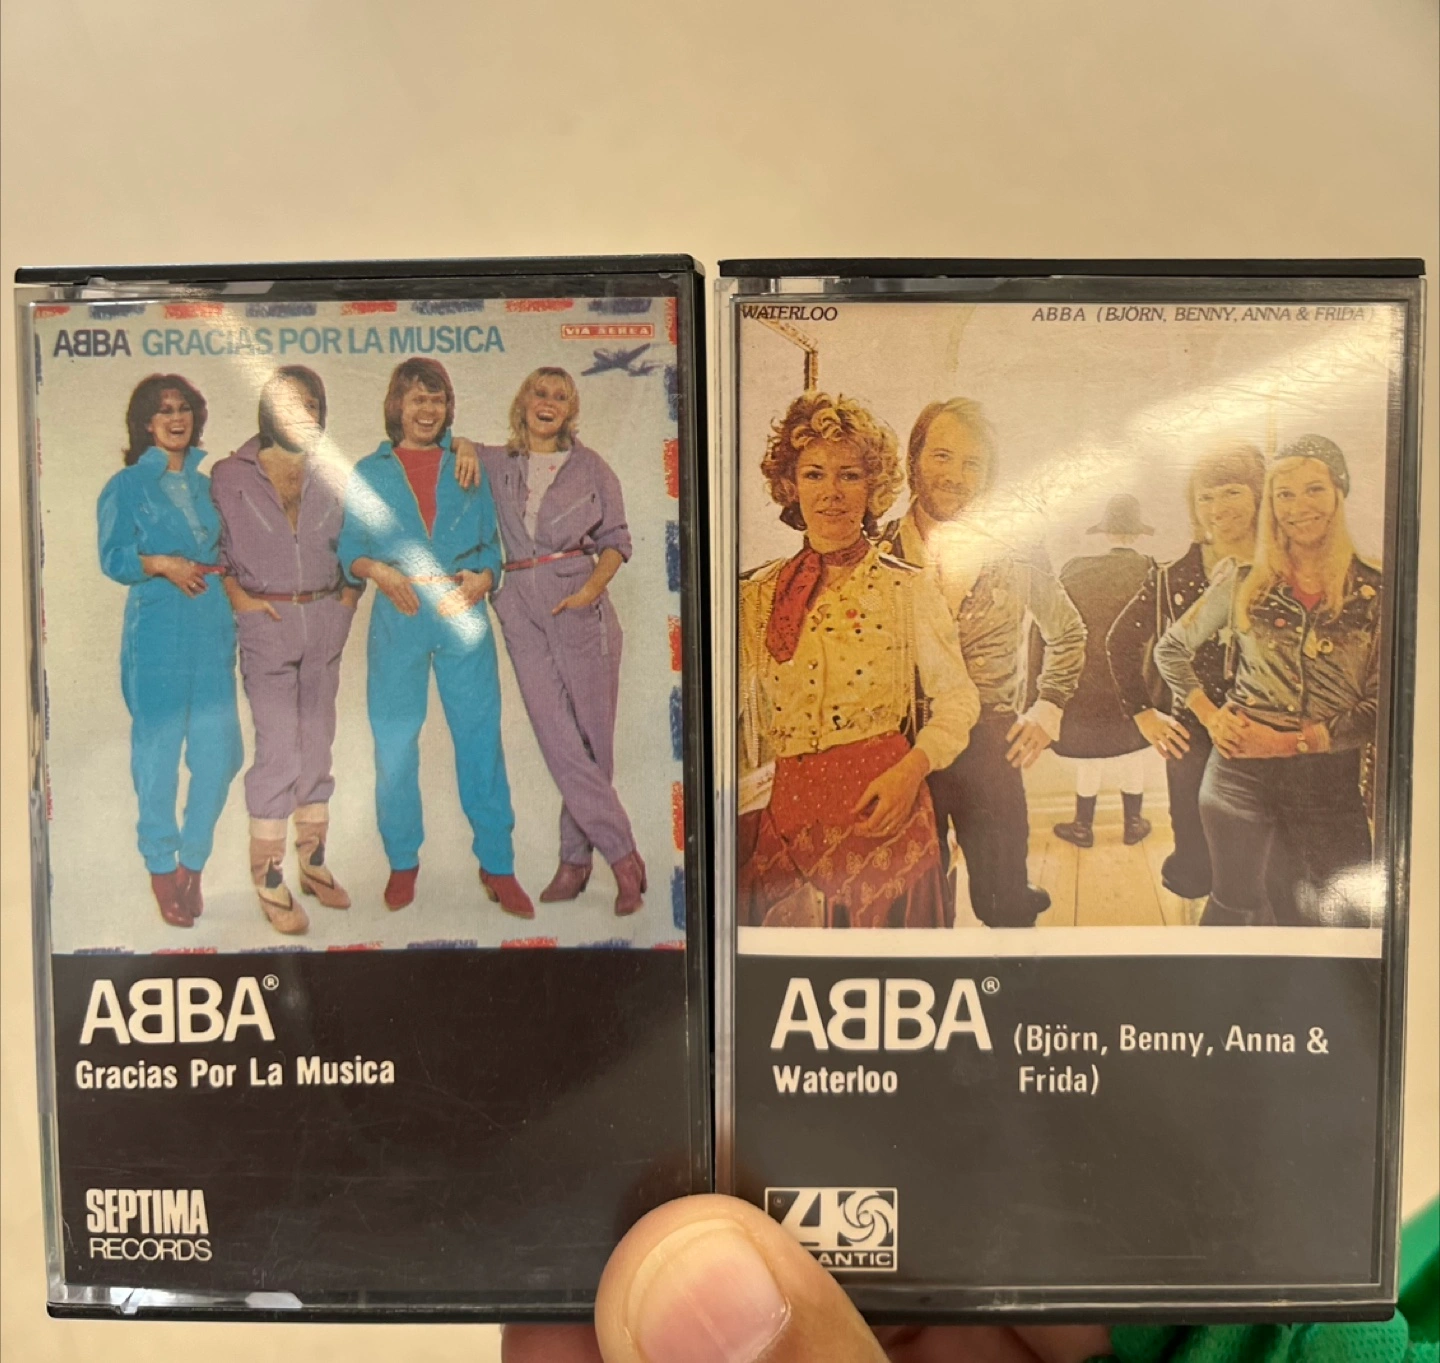 ABBA GRACIAS POR LA MUSICA
VIA AEREA
ABBA®
Gracias Por La Musica
SEPTIMA
RECORDS
WATERLOO
ABBA (BJÖRN, BENNY, ANNA & FRIDA)
ABBA® (Björn, Benny, Anna &
Waterloo Frida)
ANTIC